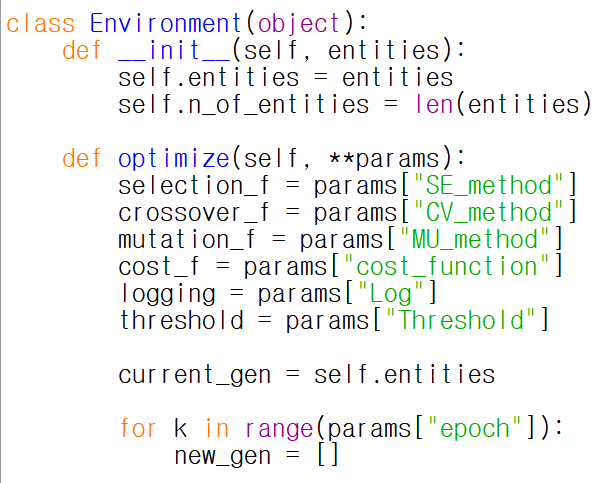 class Environment(object):
    def __init__(self, entities):
        self.entities = entities
        self.n_of_entities = len(entities)

    def optimize(self, **params):
        selection_f = params["SE_method"]
        crossover_f = params["CV_method"]
        mutation_f = params["MU_method"]
        cost_f = params["cost_function"]
        logging = params["Log"]
        threshold = params["Threshold"]

        current_gen = self.entities

        for k in range(params["epoch"]):
            new_gen = []